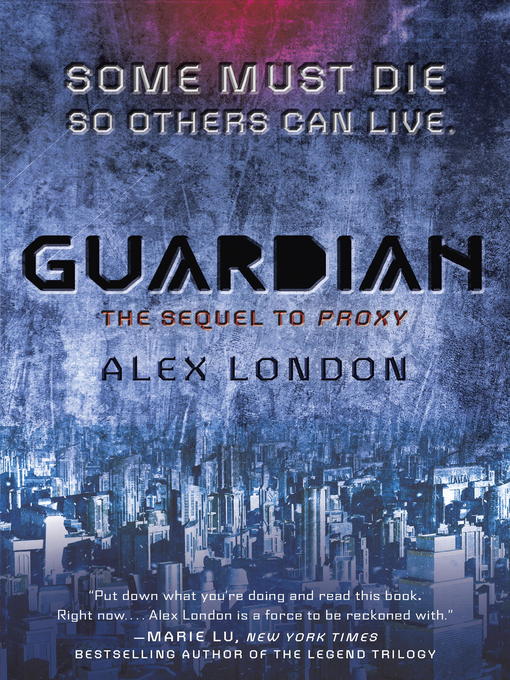 SOME MUST DIE
SO OTHERS CAN LIVE.
GUARDIAN
THE SEQUEL TO PROXY
ALEX LONDON
“Put down what you’re doing and read this book.
Right now.... Alex London is a force to be reckoned with.”
—MARIE LU, NEW YORK TIMES
BESTSELLING AUTHOR OF THE LEGEND TRILOGY